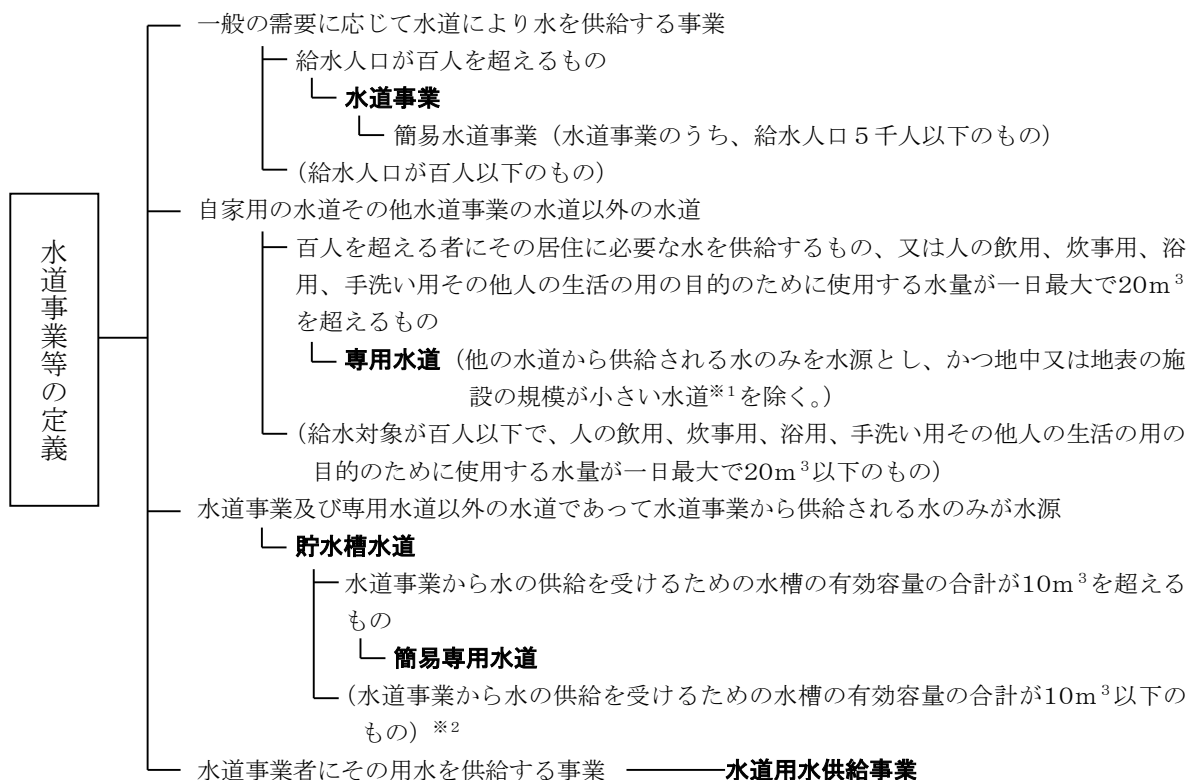 一般の需要に応じて水道により水を供給する事業
給水人口が百人を超えるもの
水道事業
簡易水道事業（水道事業のうち、給水人口５千人以下のもの）
（給水人口が百人以下のもの）
水道事業等の定義
自家用の水道その他水道事業の水道以外の水道
百人を超える者にその居住に必要な水を供給するもの、又は人の飲用、炊事用、浴
用、手洗い用その他人の生活の用の目的のために使用する水量が一日最大で20ｍ³
を超えるもの
専用水道（他の水道から供給される水のみを水源とし、かつ地中又は地表の施
設の規模が小さい水道※１を除く。）
（給水対象が百人以下で、人の飲用、炊事用、浴用、手洗い用その他人の生活の用の
目的のために使用する水量が一日最大で20ｍ³以下のもの）
水道事業及び専用水道以外の水道であって水道事業から供給される水のみが水源
貯水槽水道
水道事業から水の供給を受けるための水槽の有効容量の合計が10ｍ³を超える
もの
簡易専用水道
（水道事業から水の供給を受けるための水槽の有効容量の合計が10ｍ³以下の
もの）※２
水道事業者にその用水を供給する事業 水道用水供給事業